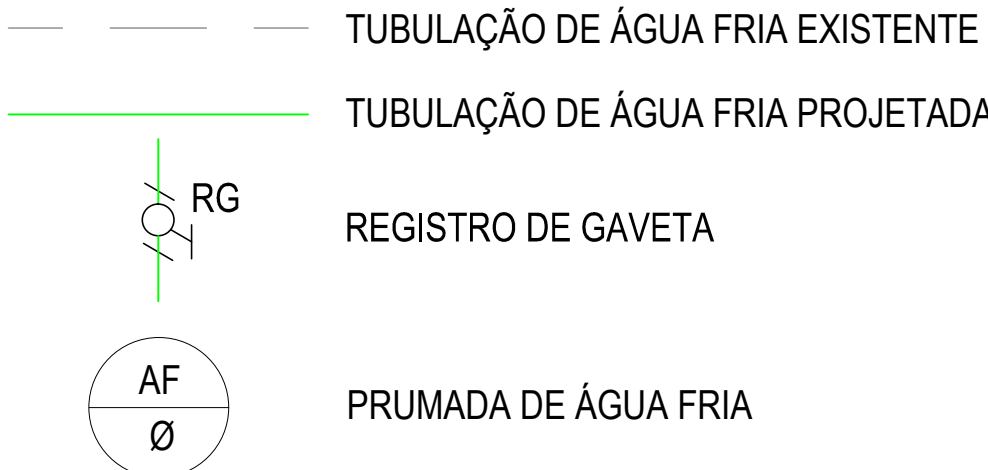 TUBULAÇÃO DE ÁGUA FRIA EXISTENTE
TUBULAÇÃO DE ÁGUA FRIA PROJETADA
RG
REGISTRO DE GAVETA
AF
Ø
PRUMADA DE ÁGUA FRIA